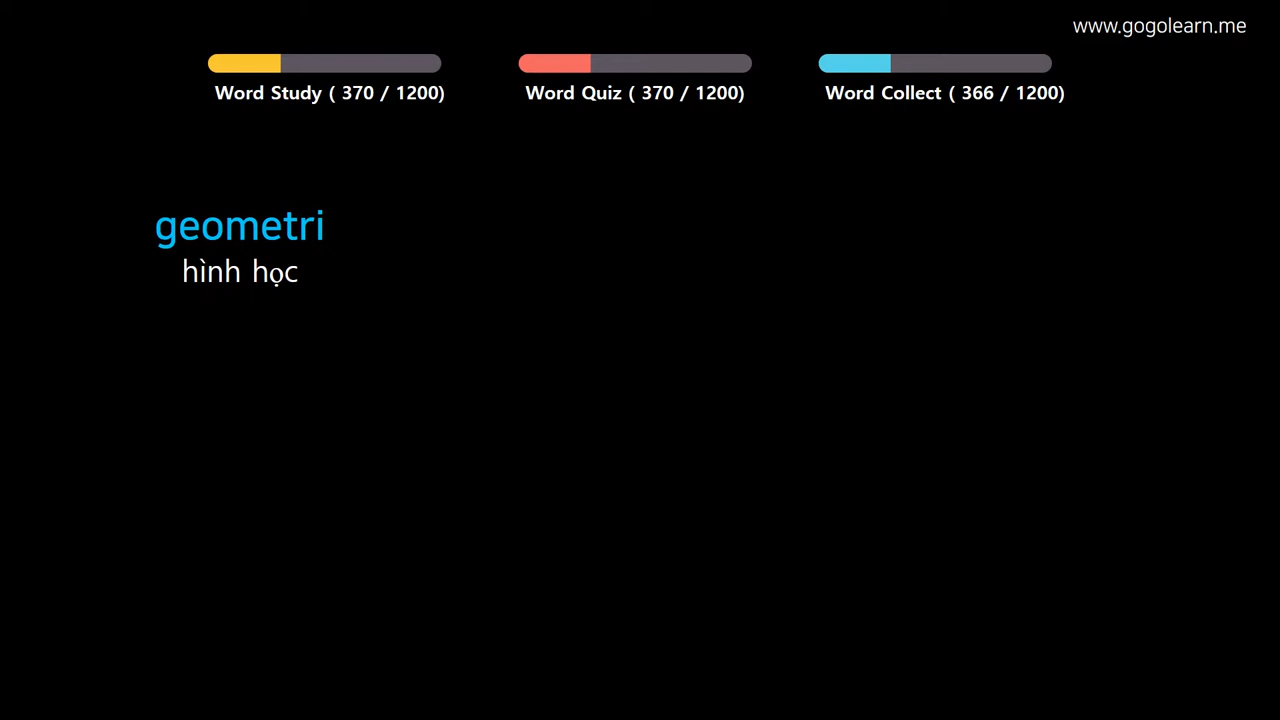 www.gogolearn.me
Word Study ( 370 / 1200)
Word Quiz ( 370 / 1200)
Word Collect ( 366 / 1200)
geometri
hình học